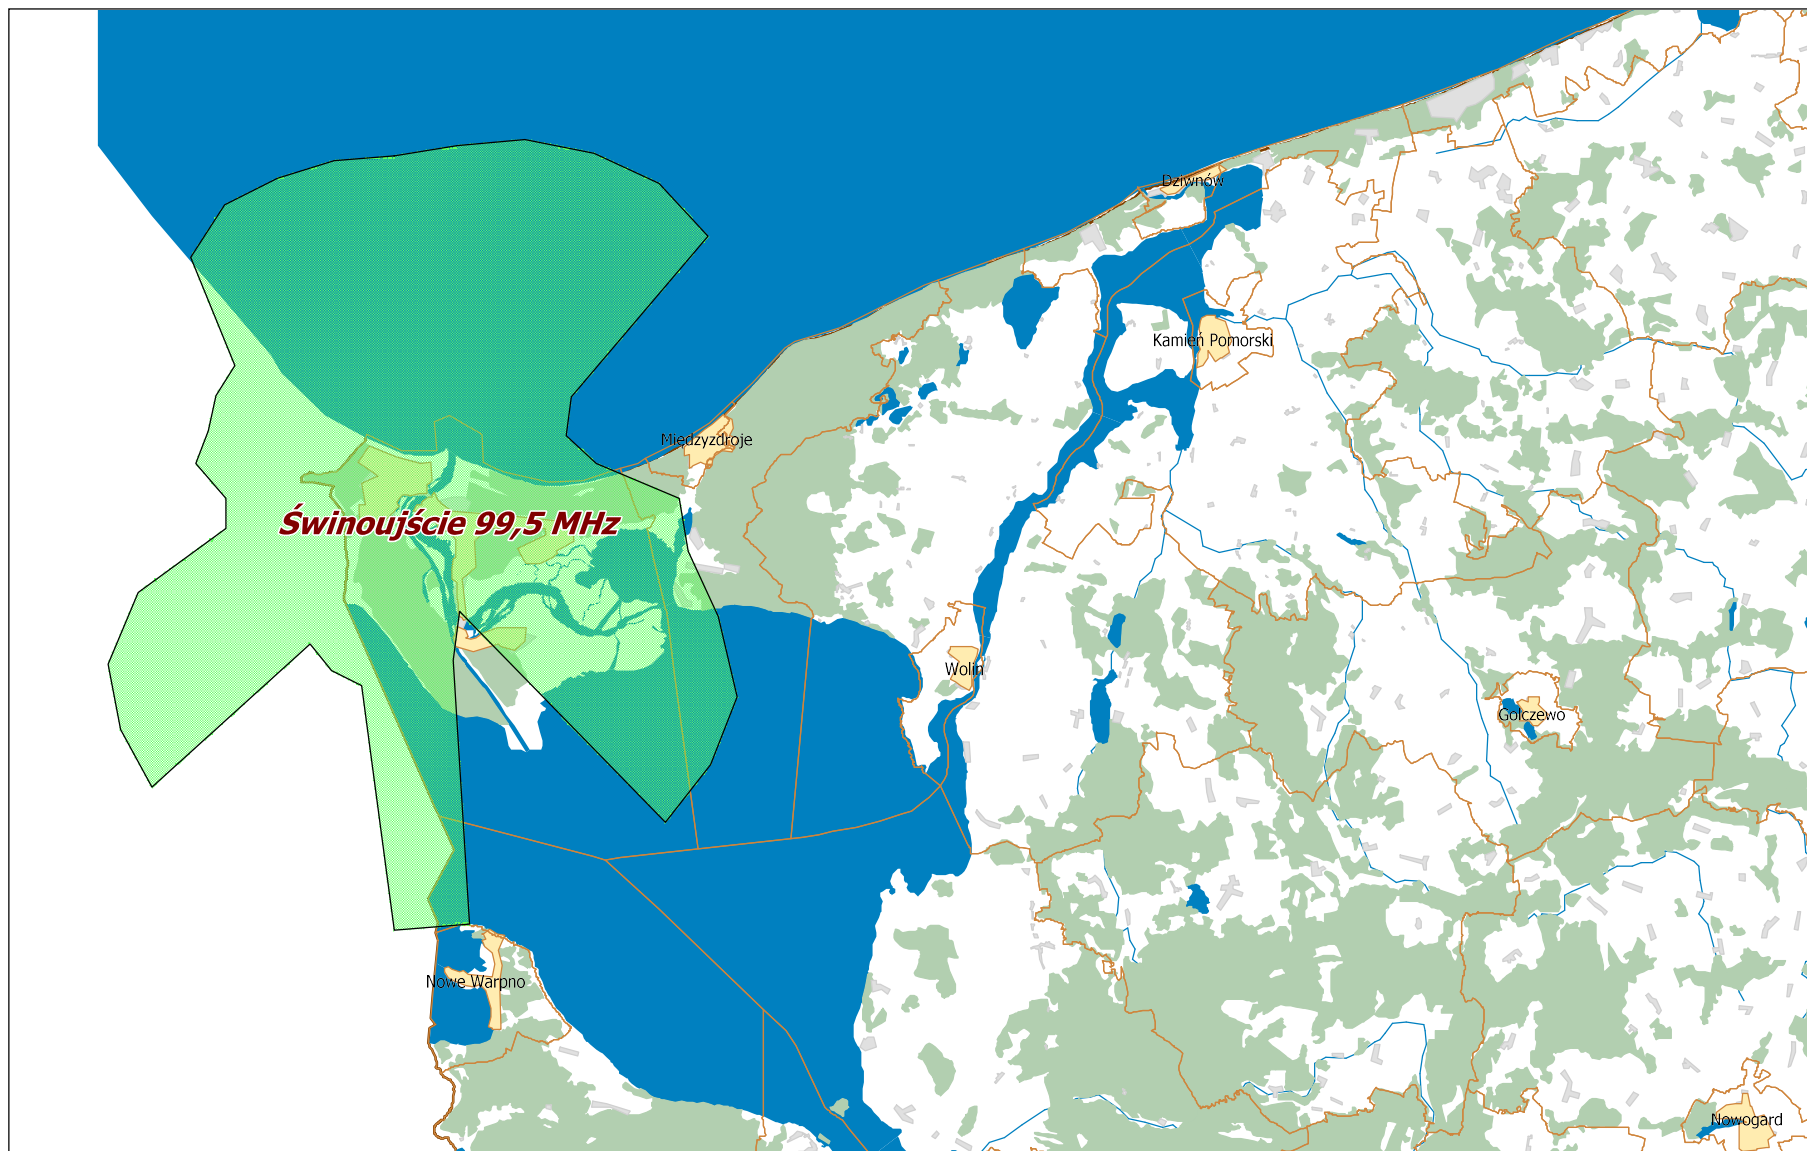 Dziwnów
Kamień Pomorski
Międzyzdroje
Świnoujście 99,5 MHz
Wolin
Golczewo
Nowe Warpno
Nowogard